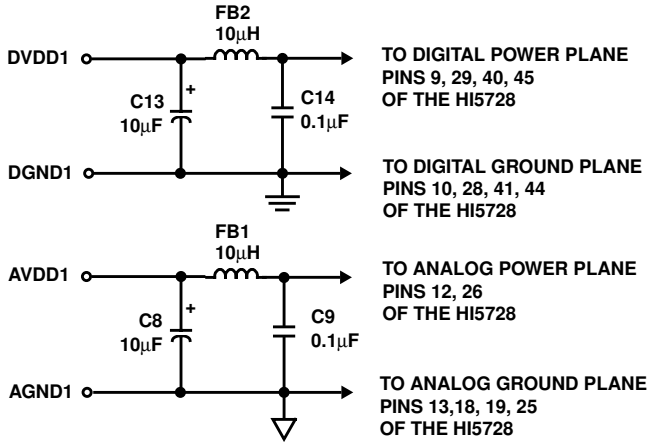 FB2
10µH
DVDD1
TO DIGITAL POWER PLANE
PINS 9, 29, 40, 45
OF THE HI5728
+
C13
10µF
C14
0.1µF
DGND1
TO DIGITAL GROUND PLANE
PINS 10, 28, 41, 44
OF THE HI5728
FB1
10µH
AVDD1
TO ANALOG POWER PLANE
PINS 12, 26
OF THE HI5728
+
C8
10µF
C9
0.1µF
AGND1
TO ANALOG GROUND PLANE
PINS 13,18, 19, 25
OF THE HI5728